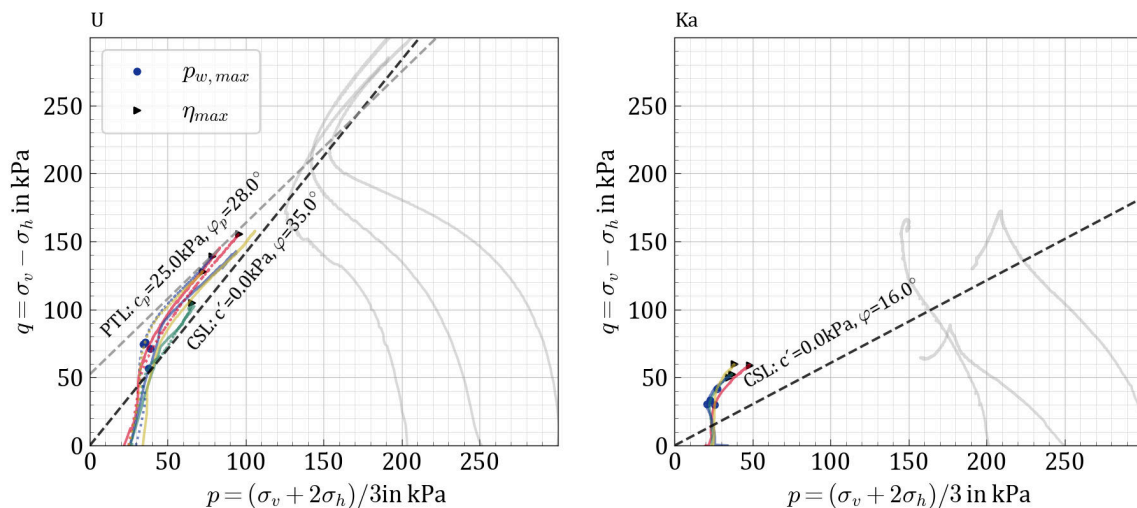 U
p_{w,max}
η_{max}
PTL: c_p=25.0kPa, φ_p=28.0°
CSL: c′=0.0kPa, φ=35.0°
q = σ_v − σ_h in kPa
0
50
100
150
200
250
0
50
100
150
200
250
p = (σ_v + 2σ_h)/3in kPa
Ka
CSL: c′=0.0kPa, φ=16.0°
q = σ_v − σ_h in kPa
0
50
100
150
200
250
0
50
100
150
200
250
p = (σ_v + 2σ_h)/3 in kPa